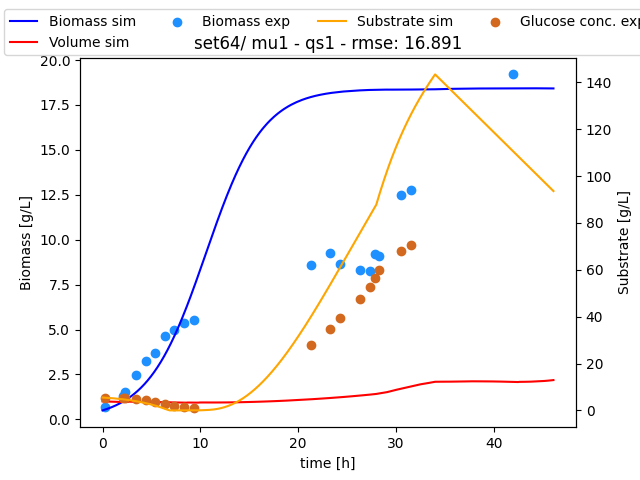 Biomass sim Biomass exp Substrate sim Glucose conc. exp
Volume sim
set64/ mu1 - qs1 - rmse: 16.891
20.0
17.5
15.0
12.5
10.0
7.5
5.0
2.5
0.0
Biomass [g/L]
140
120
100
80
60
40
20
0
Substrate [g/L]
0 10 20 30 40
time [h]